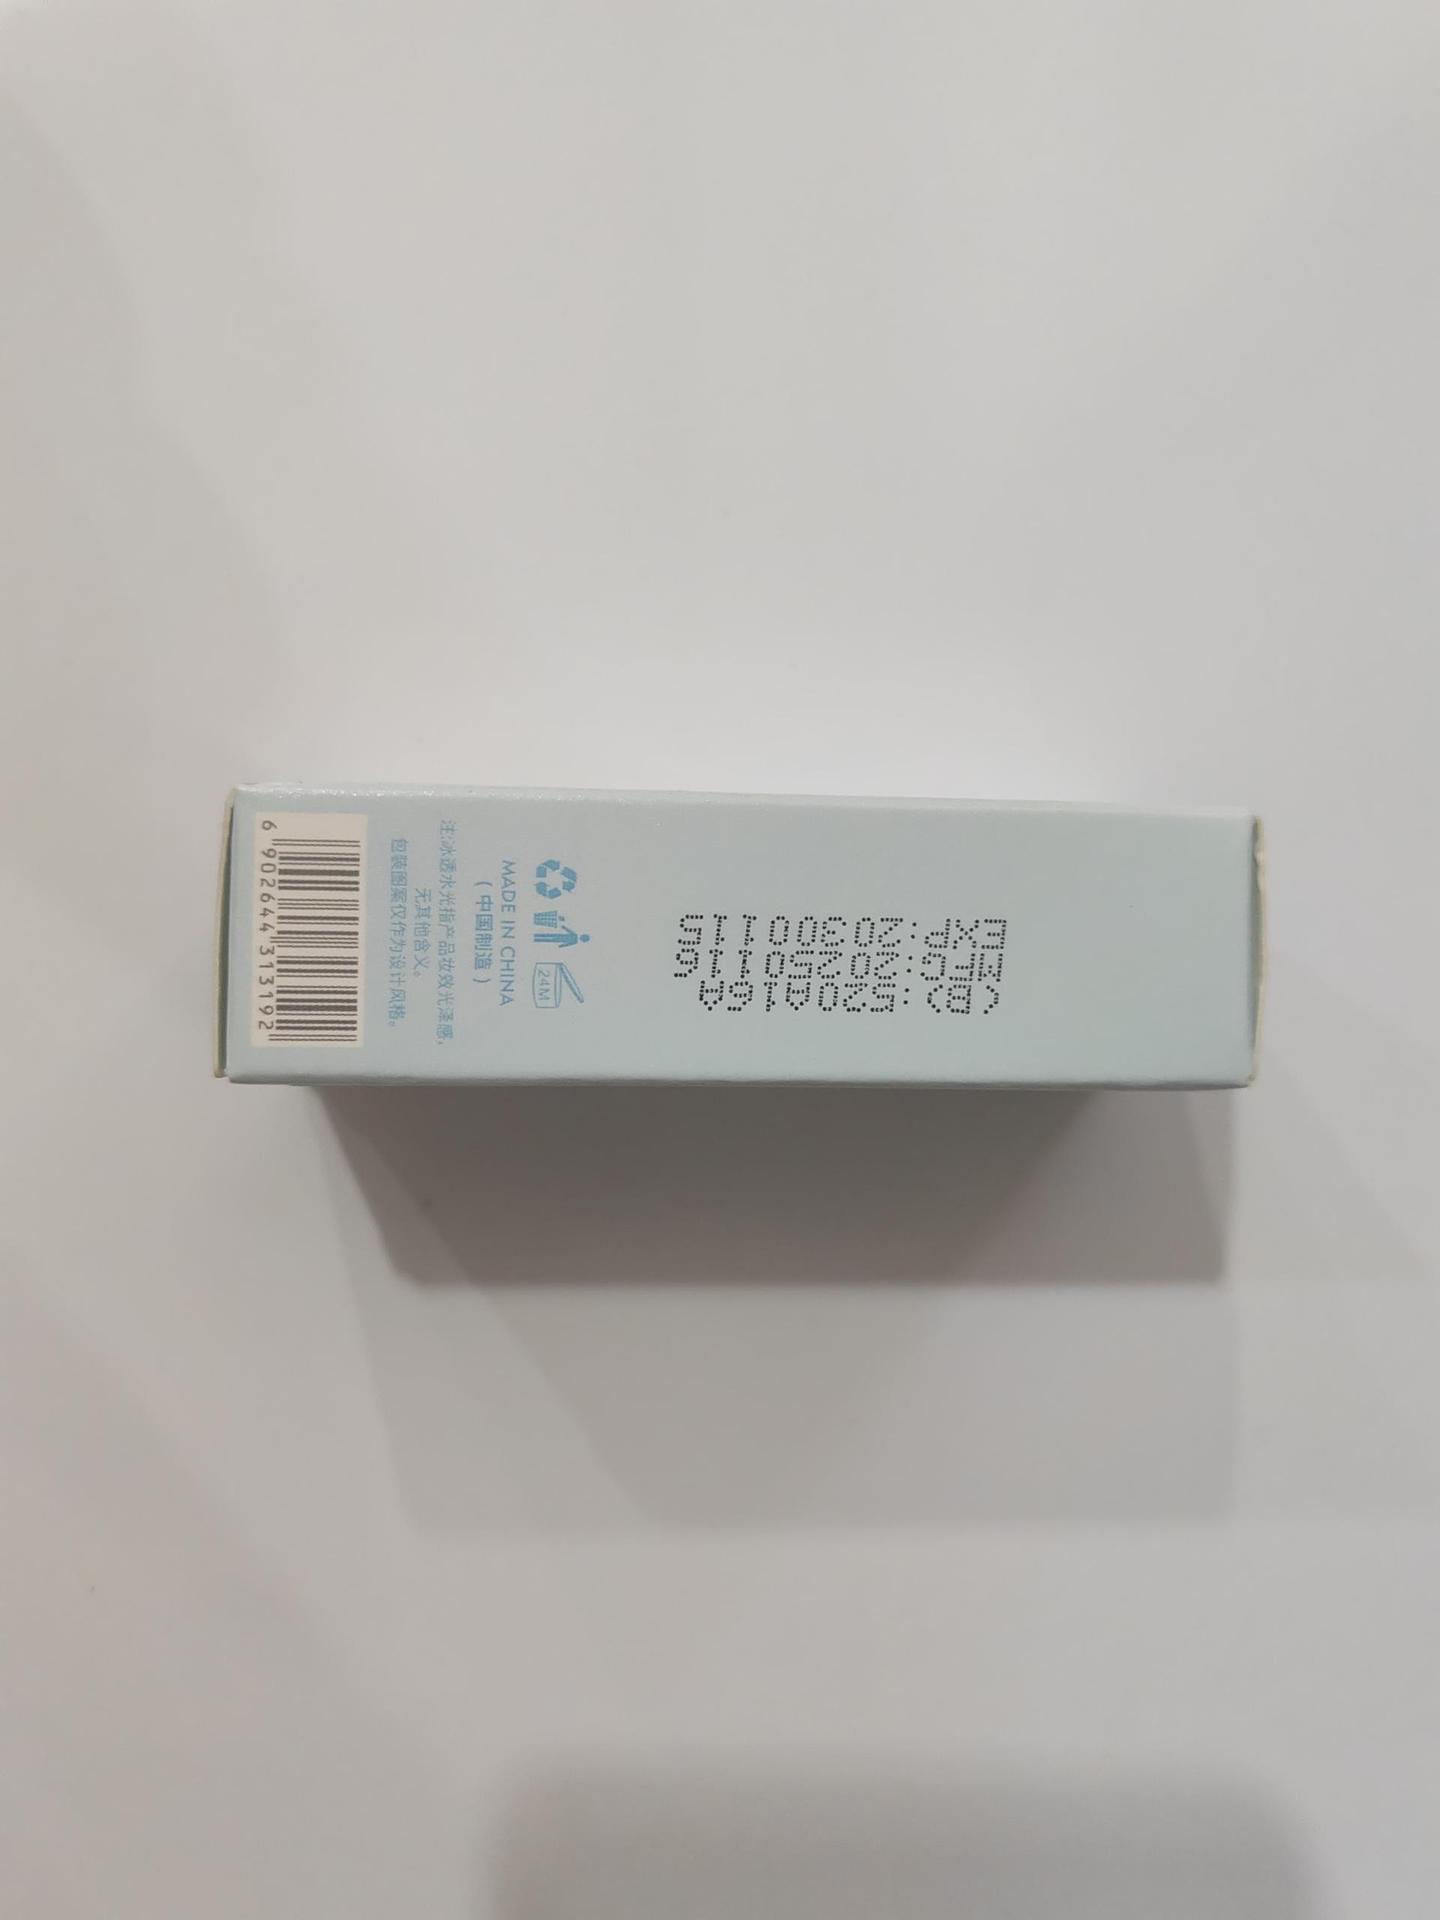 (B):520A16A
MFG:20250116
EXP:20300115
24M
MADE IN CHINA
（中国制造）
注:冰透水光指产品妆效光泽感,
无其他含义。
包装图案仅作为设计风格。
6 902644 313192